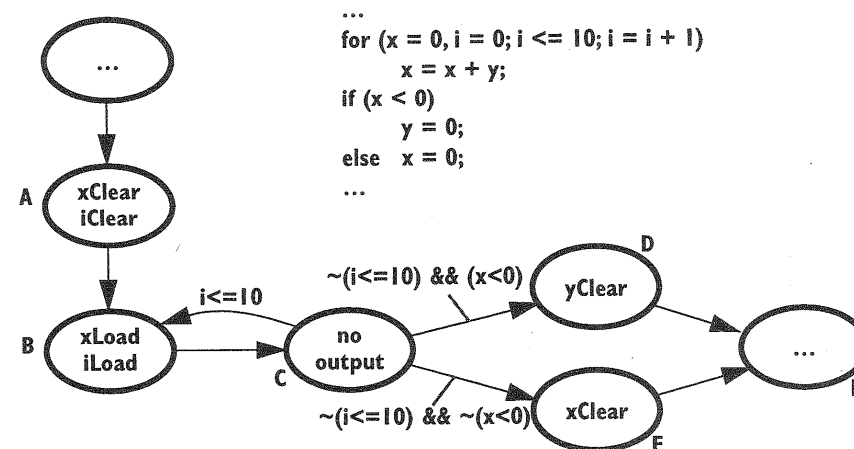 ...
for (x = 0, i = 0; i <= 10; i = i + 1)
x = x + y;
if (x < 0)
y = 0;
else x = 0;
...
...
A
xClear
iClear
D
~(i<=10) && (x<0)
yClear
i<=10
B
xLoad
iLoad
no
output
C
...
~(i<=10) && ~(x<0)
xClear